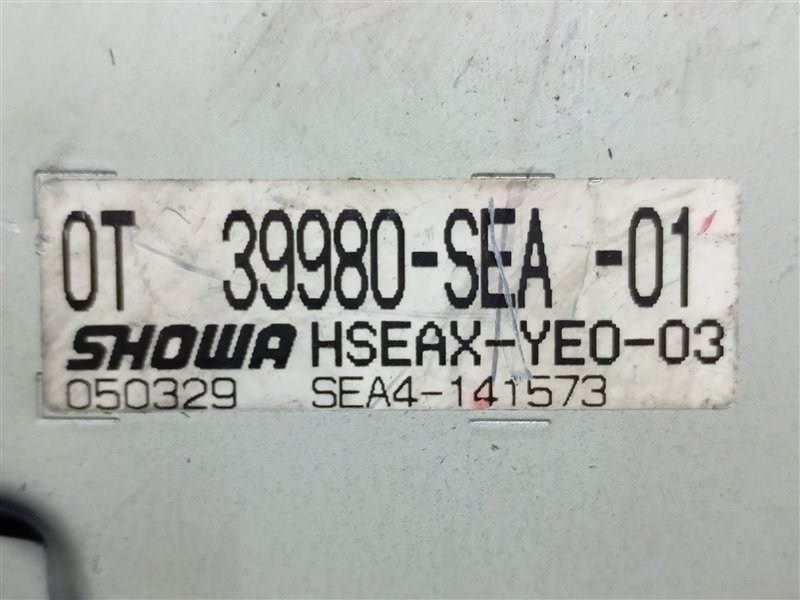 0T 39980-SEA -01
SHOWA HSEAX-YE0-03
050329 SEA4-141573